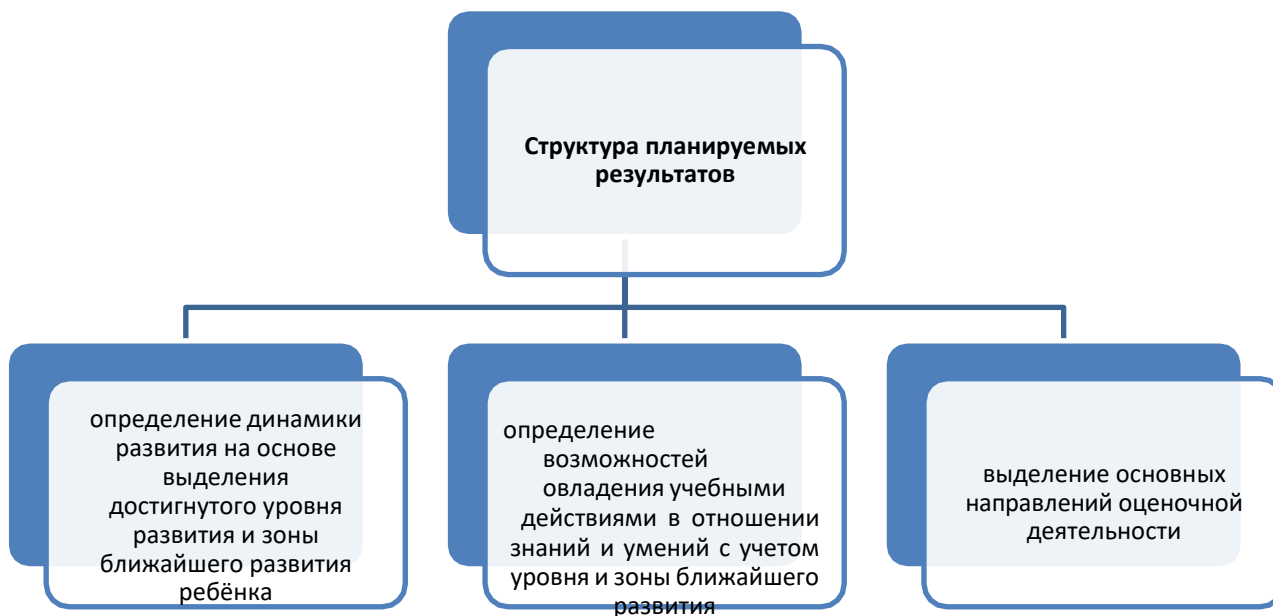 Структура планируемых
результатов
определение динамики
развития на основе
выделения
достигнутого уровня
развития и зоны
ближайшего развития
ребёнка
определение
возможностей
овладения учебными
действиями в отношении
знаний и умений с учетом
уровня и зоны ближайшего
развития
выделение основных
направлений оценочной
деятельности